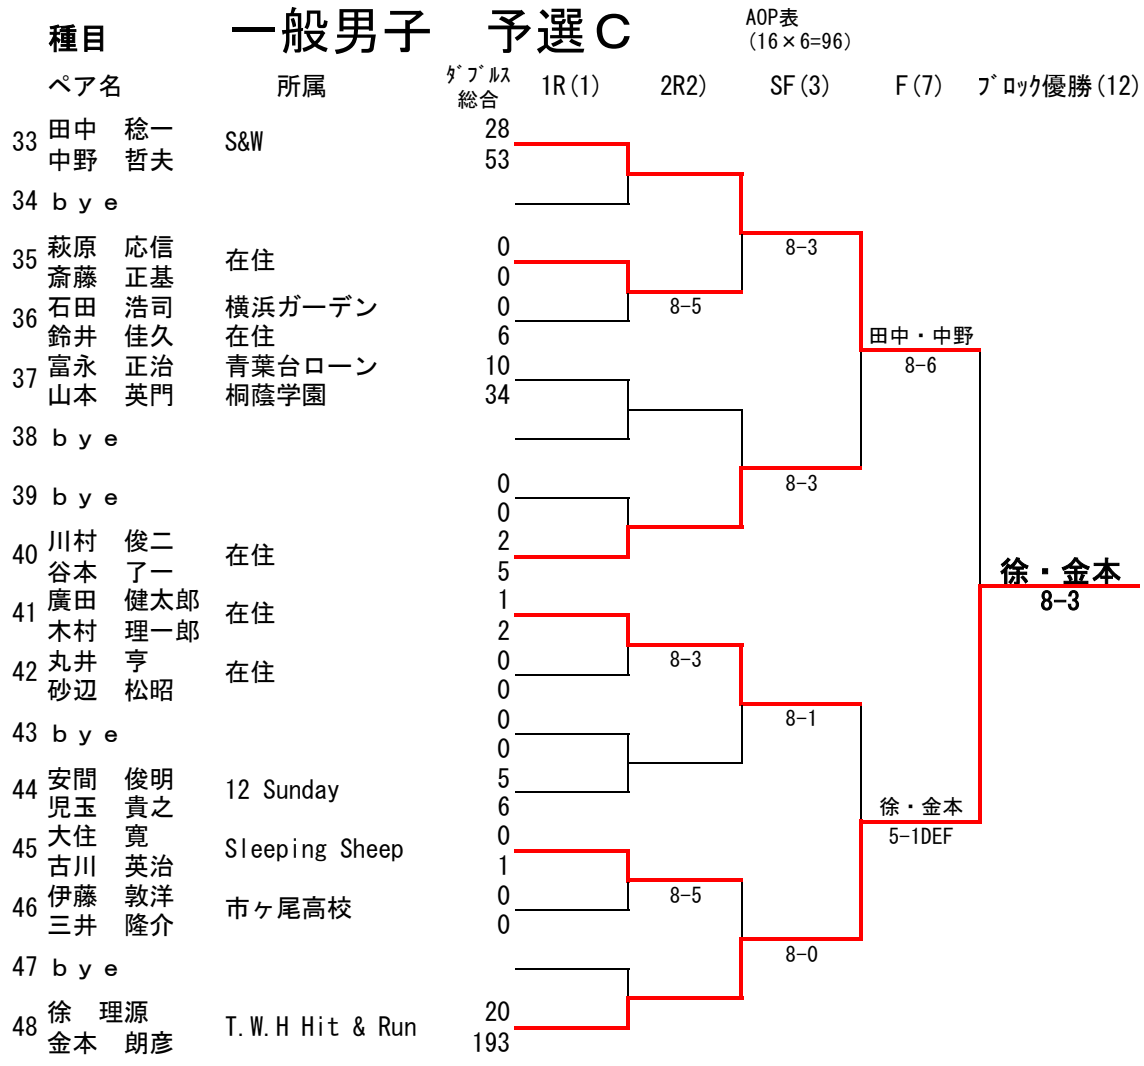 種目 一般男子 予選C AOP表
(16×6=96)
ペア名 所属 ダブルス総合 1R(1) 2R2) SF(3) F(7) ブロック優勝(12)
33 田中 稔一 S&W 28
中野 哲夫 53
34 bye
8-3
35 萩原 応信 在住 0
斎藤 正基 0
8-5
36 石田 浩司 横浜ガーデン 0
鈴井 佳久 在住 6
田中・中野
8-6
37 富永 正治 青葉台ローン 10
山本 英門 桐蔭学園 34
38 bye
8-3
39 bye 0
0
40 川村 俊二 在住 2
谷本 了一 5
徐・金本
8-3
41 廣田 健太郎 在住 1
木村 理一郎 2
8-3
42 丸井 亨 在住 0
砂辺 松昭 0
8-1
43 bye 0
0
44 安間 俊明 12 Sunday 5
児玉 貴之 6
徐・金本
5-1DEF
45 大住 寛 Sleeping Sheep 0
古川 英治 1
8-5
46 伊藤 敦洋 市ヶ尾高校 0
三井 隆介 0
8-0
47 bye
48 徐 理源 T.W.H Hit & Run 20
金本 朗彦 193